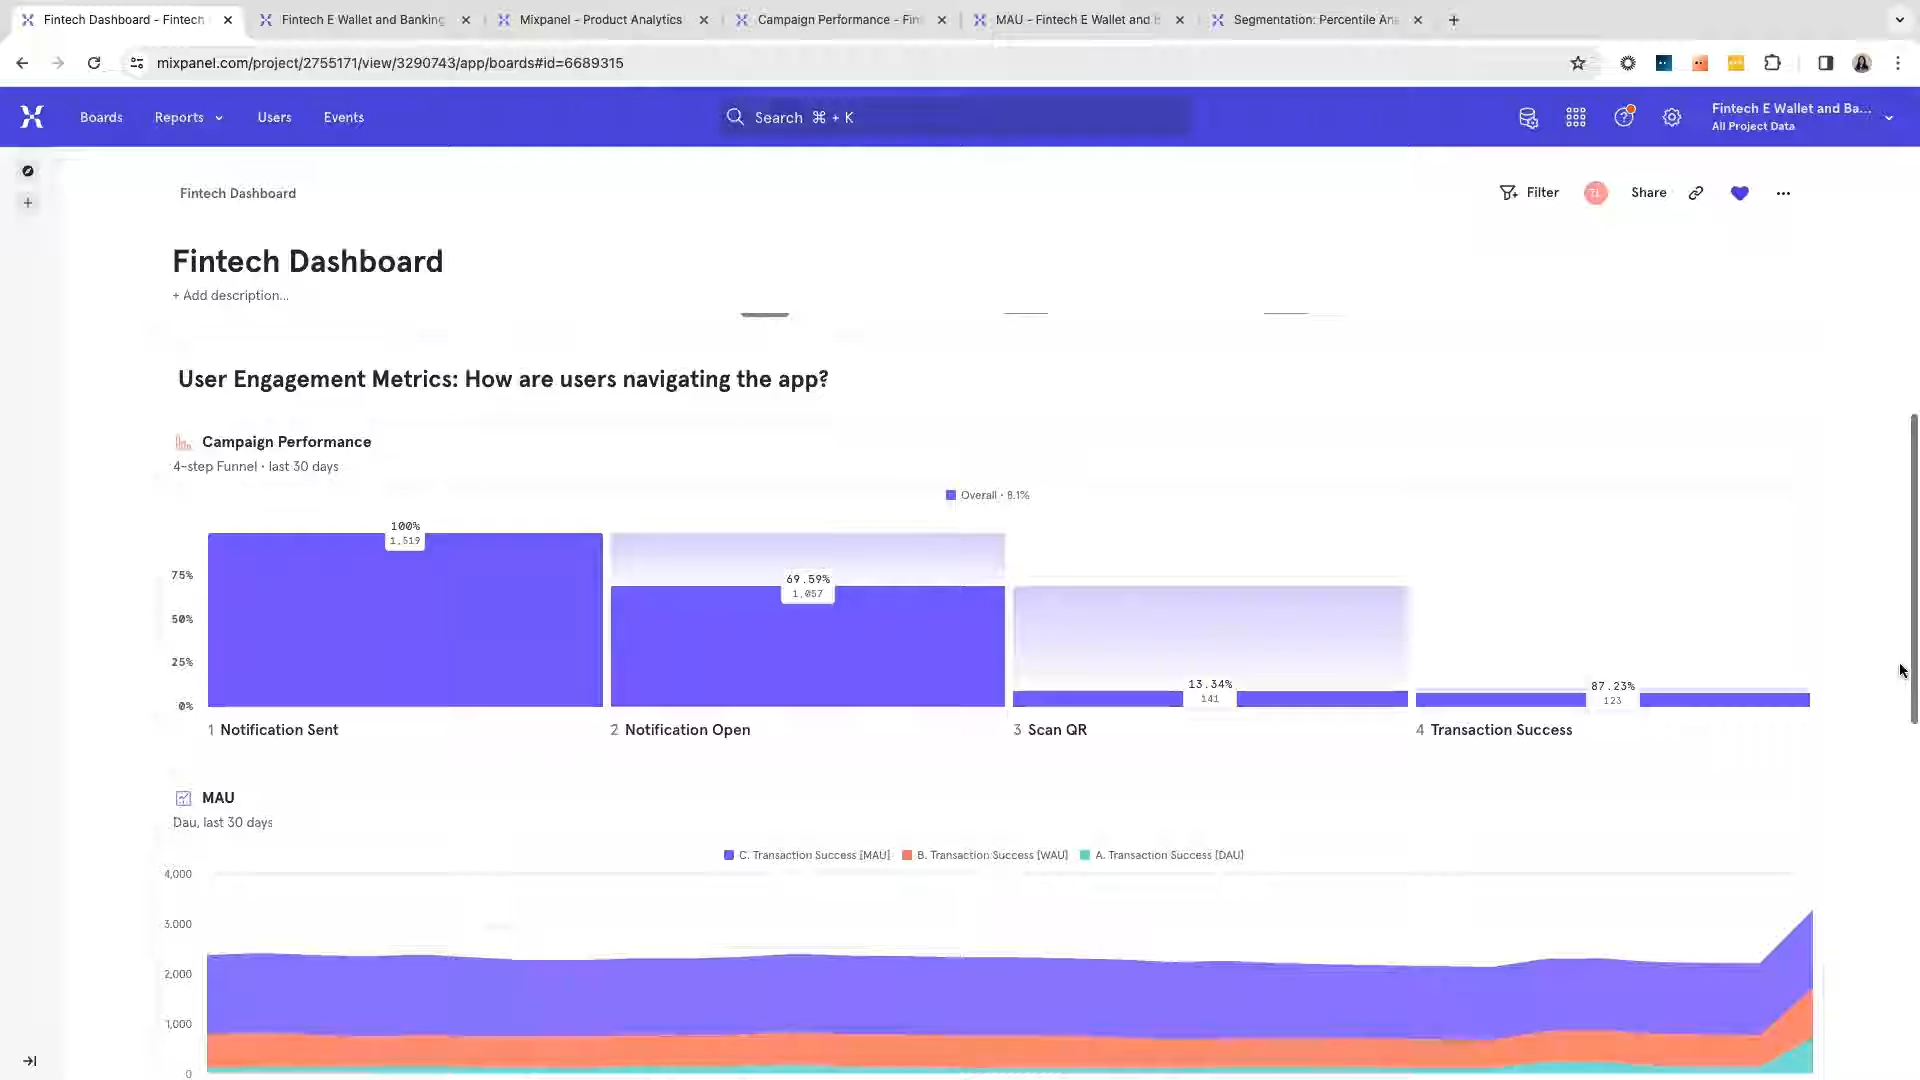 Fintech Dashboard - Fintech
Fintech E Wallet and Banking
Mixpanel - Product Analytics
Campaign Performance - Fin
MAU - Fintech E Wallet and
Segmentation: Percentile An
mixpanel.com/project/2755171/view/3290743/app/boards#id=6689315
Boards
Reports
Users
Events
Search ⌘ + K
Fintech E Wallet and Ba...
All Project Data
Fintech Dashboard
Filter
Share
Fintech Dashboard
+ Add description...
User Engagement Metrics: How are users navigating the app?
Campaign Performance
4-step Funnel · last 30 days
Overall · 8.1%
75%
50%
25%
0%
100%
1,519
69.59%
1,057
13.34%
141
87.23%
123
1 Notification Sent
2 Notification Open
3 Scan QR
4 Transaction Success
MAU
Dau, last 30 days
C. Transaction Success [MAU]
B. Transaction Success [WAU]
A. Transaction Success [DAU]
4,000
3,000
2,000
1,000
0